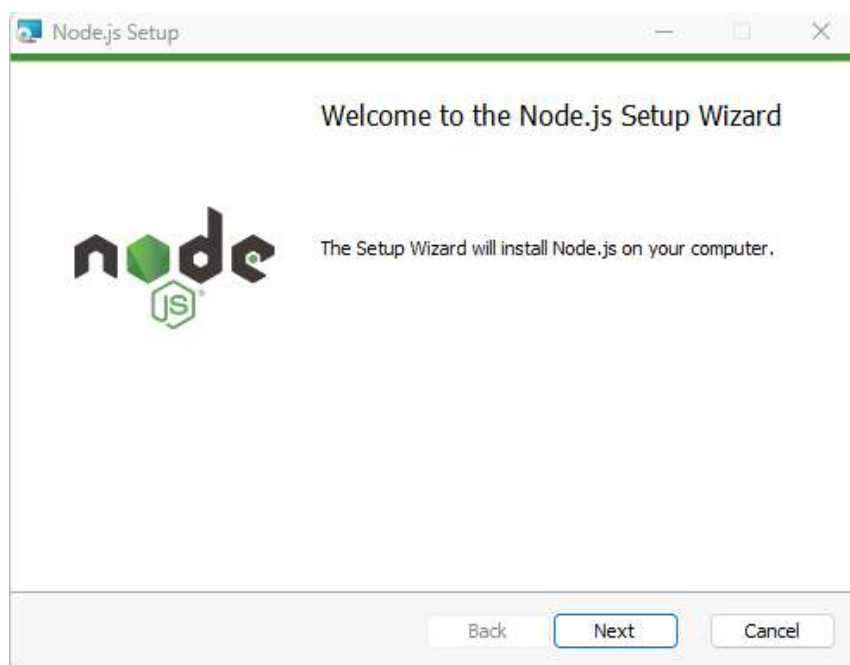 Node.js Setup
Welcome to the Node.js Setup Wizard
node
JS
The Setup Wizard will install Node.js on your computer.
Back Next Cancel